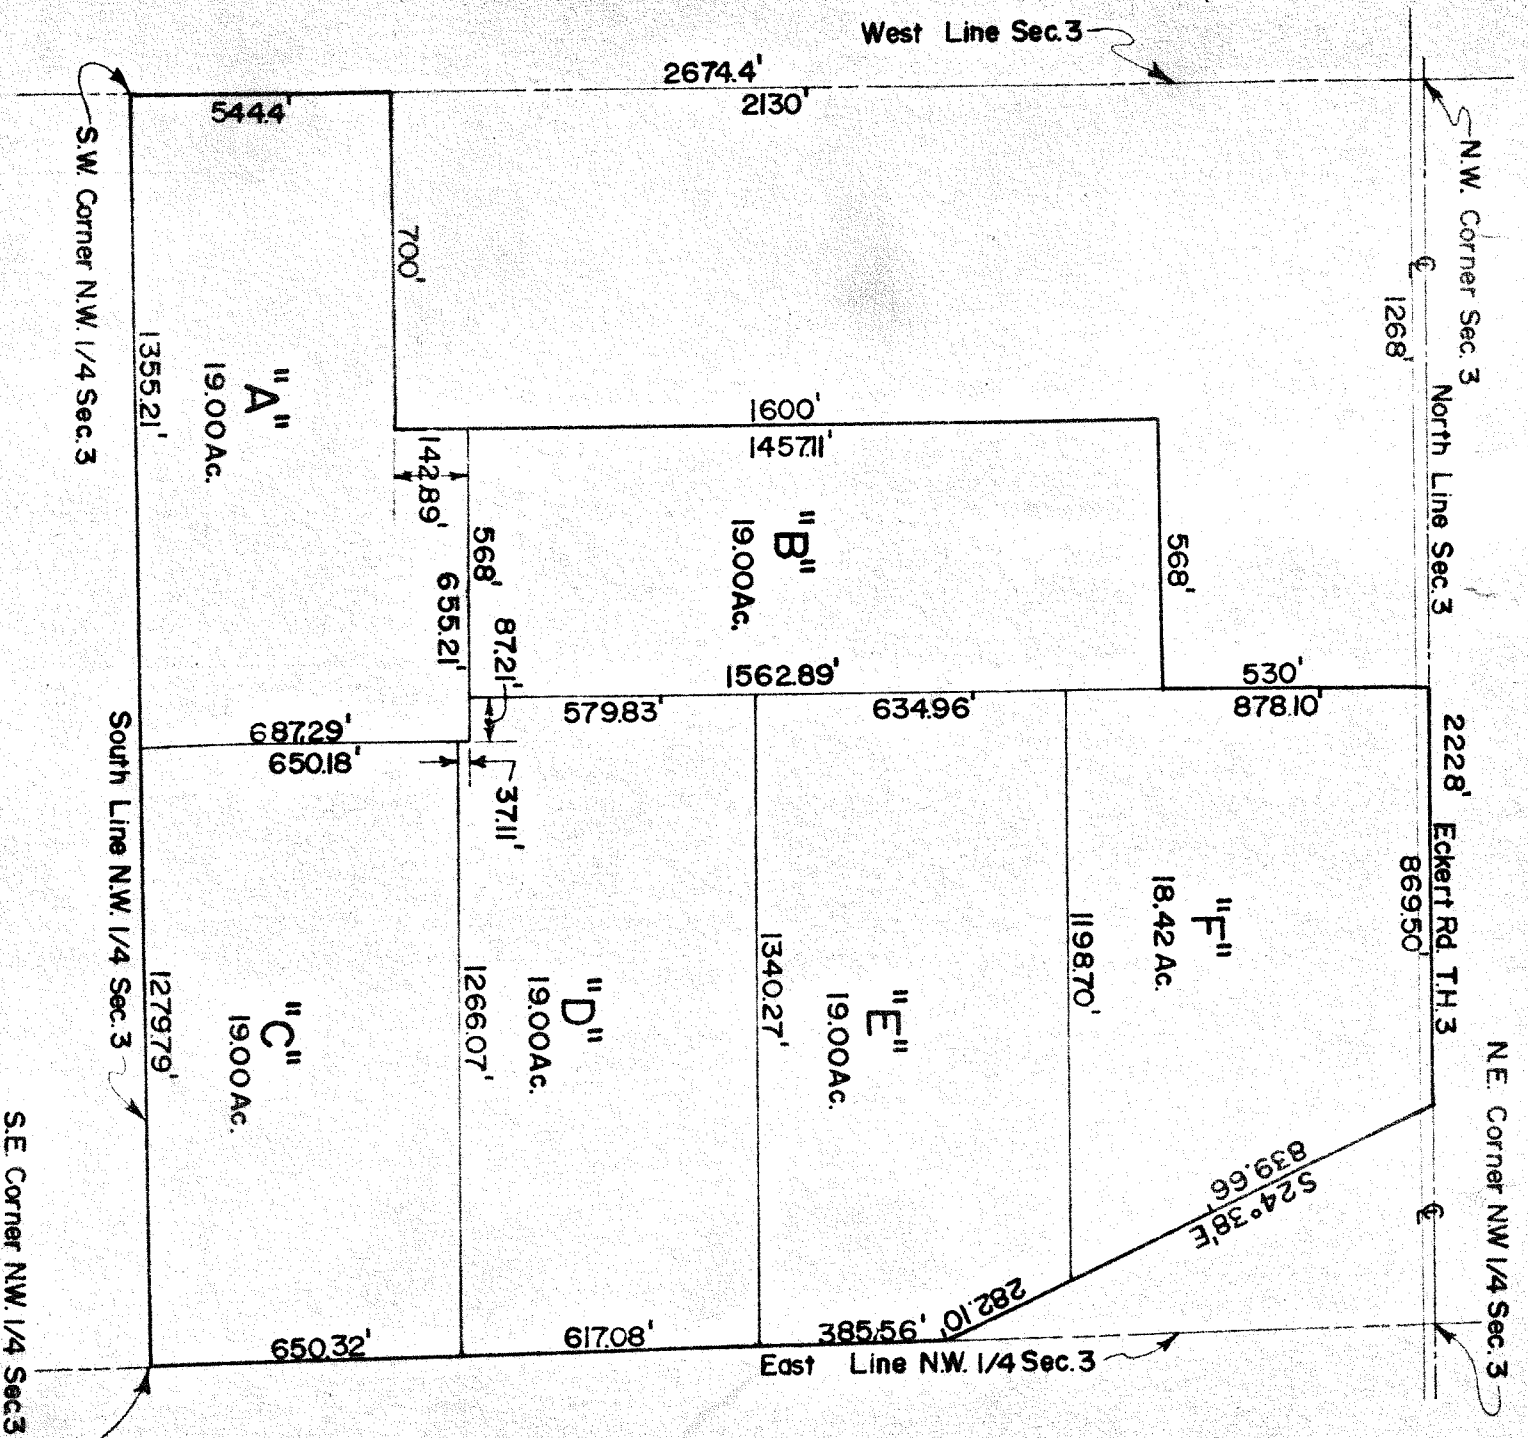 West Line Sec.3
2674.4'
2130'
544.4'
S.W. Corner N.W. 1/4 Sec.3
N.W. Corner Sec. 3
North Line Sec.3
℄
1268'
700'
1355.21'
"A"
19.00Ac.
1600'
1457.11'
142.89'
568'
655.21'
87.21'
"B"
19.00Ac.
568'
1562.89'
530'
579.83'
634.96'
878.10'
687.29'
650.18'
37.11'
South Line N.W. 1/4 Sec.3
1279.79'
"C"
19.00Ac.
1266.07'
"D"
19.00Ac.
1340.27'
"E"
19.00Ac.
1198.70'
"F"
18.42 Ac.
2228' Eckert Rd. T.H.3
869.50'
N.E. Corner NW 1/4 Sec.3
℄
839.66'
S24°38'E
282.10'
650.32'
617.08'
385.56'
East Line N.W. 1/4 Sec.3
S.E. Corner N.W. 1/4 Sec.3